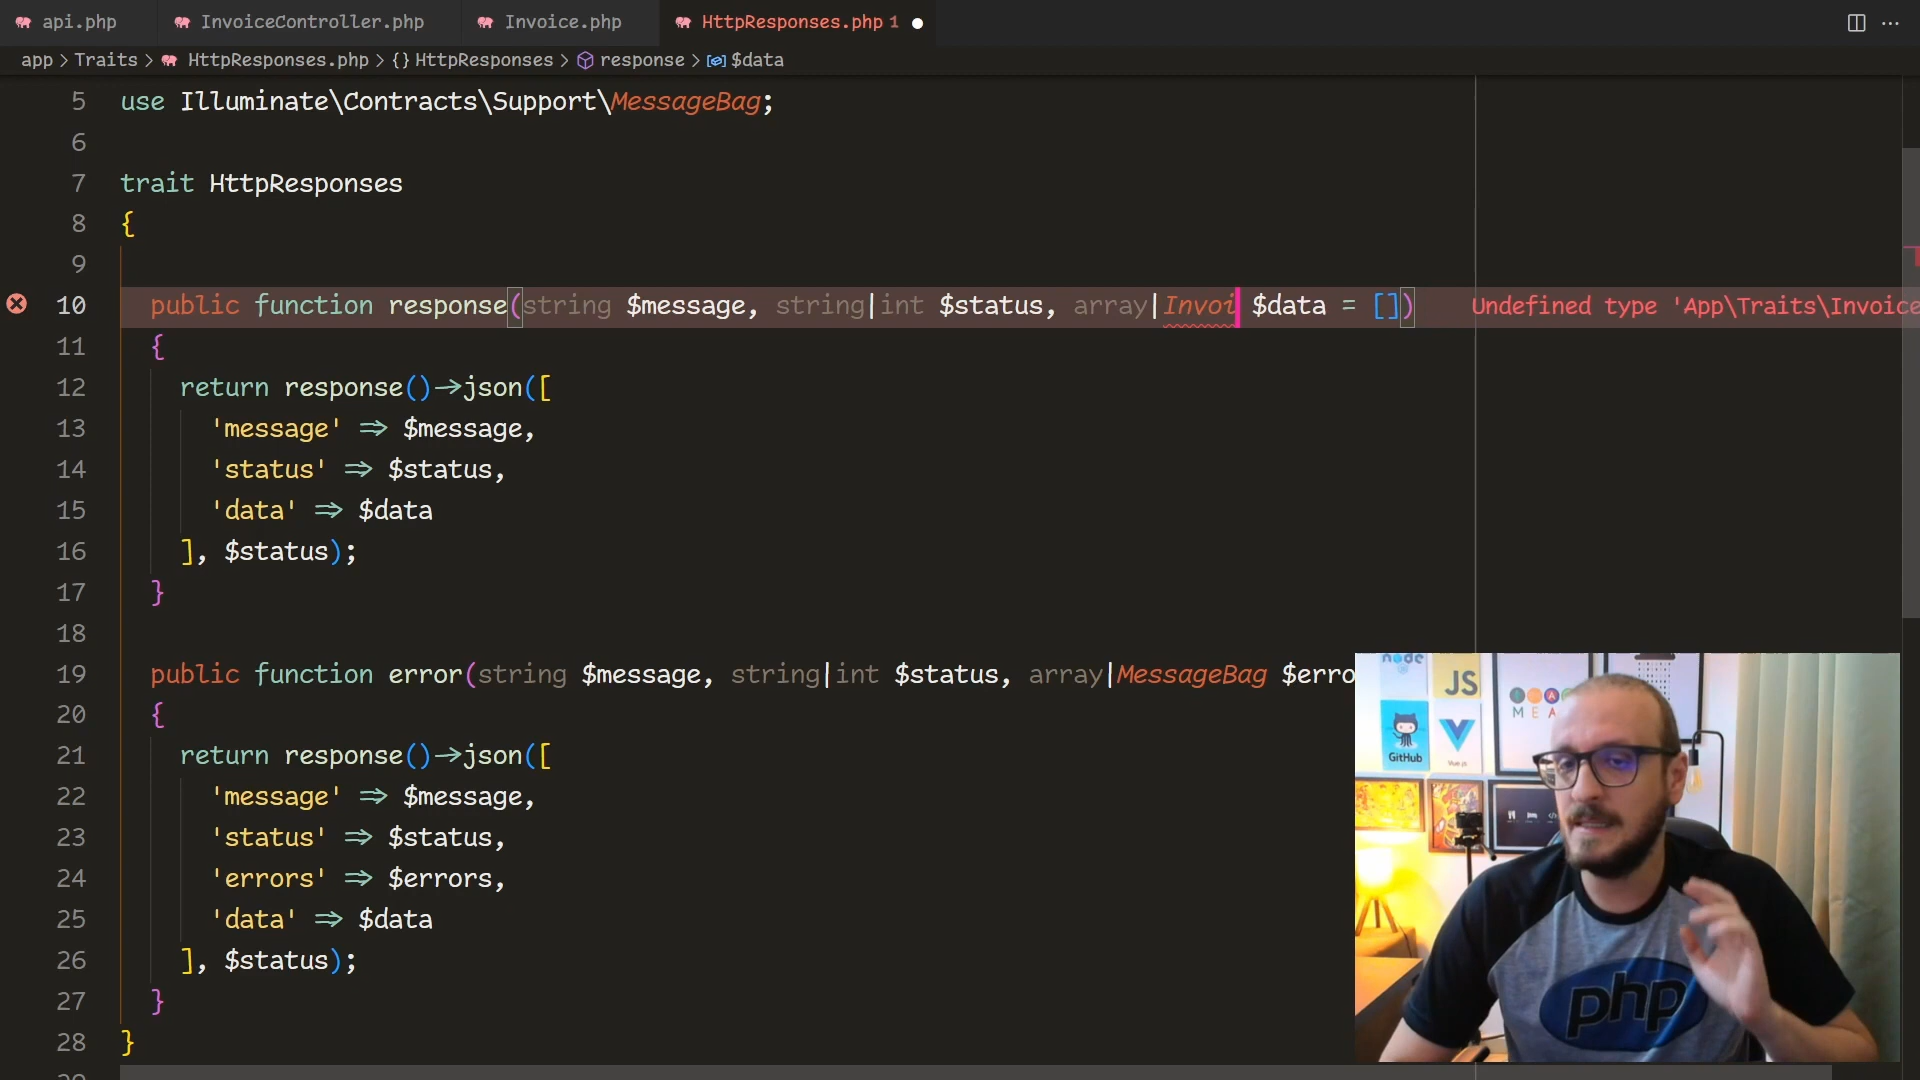 api.php InvoiceController.php Invoice.php HttpResponses.php 1
app > Traits > HttpResponses.php > {} HttpResponses > response > $data
5 use Illuminate\Contracts\Support\MessageBag;
6
7 trait HttpResponses
8 {
9
10 public function response(string $message, string|int $status, array|Invoi $data = []) Undefined type 'App\Traits\Invoice
11 {
12 return response()->json([
13 'message' => $message,
14 'status' => $status,
15 'data' => $data
16 ], $status);
17 }
18
19 public function error(string $message, string|int $status, array|MessageBag $erro
20 {
21 return response()->json([
22 'message' => $message,
23 'status' => $status,
24 'errors' => $errors,
25 'data' => $data
26 ], $status);
27 }
28 }
node
JS
MEA
GitHub
Vue js
php